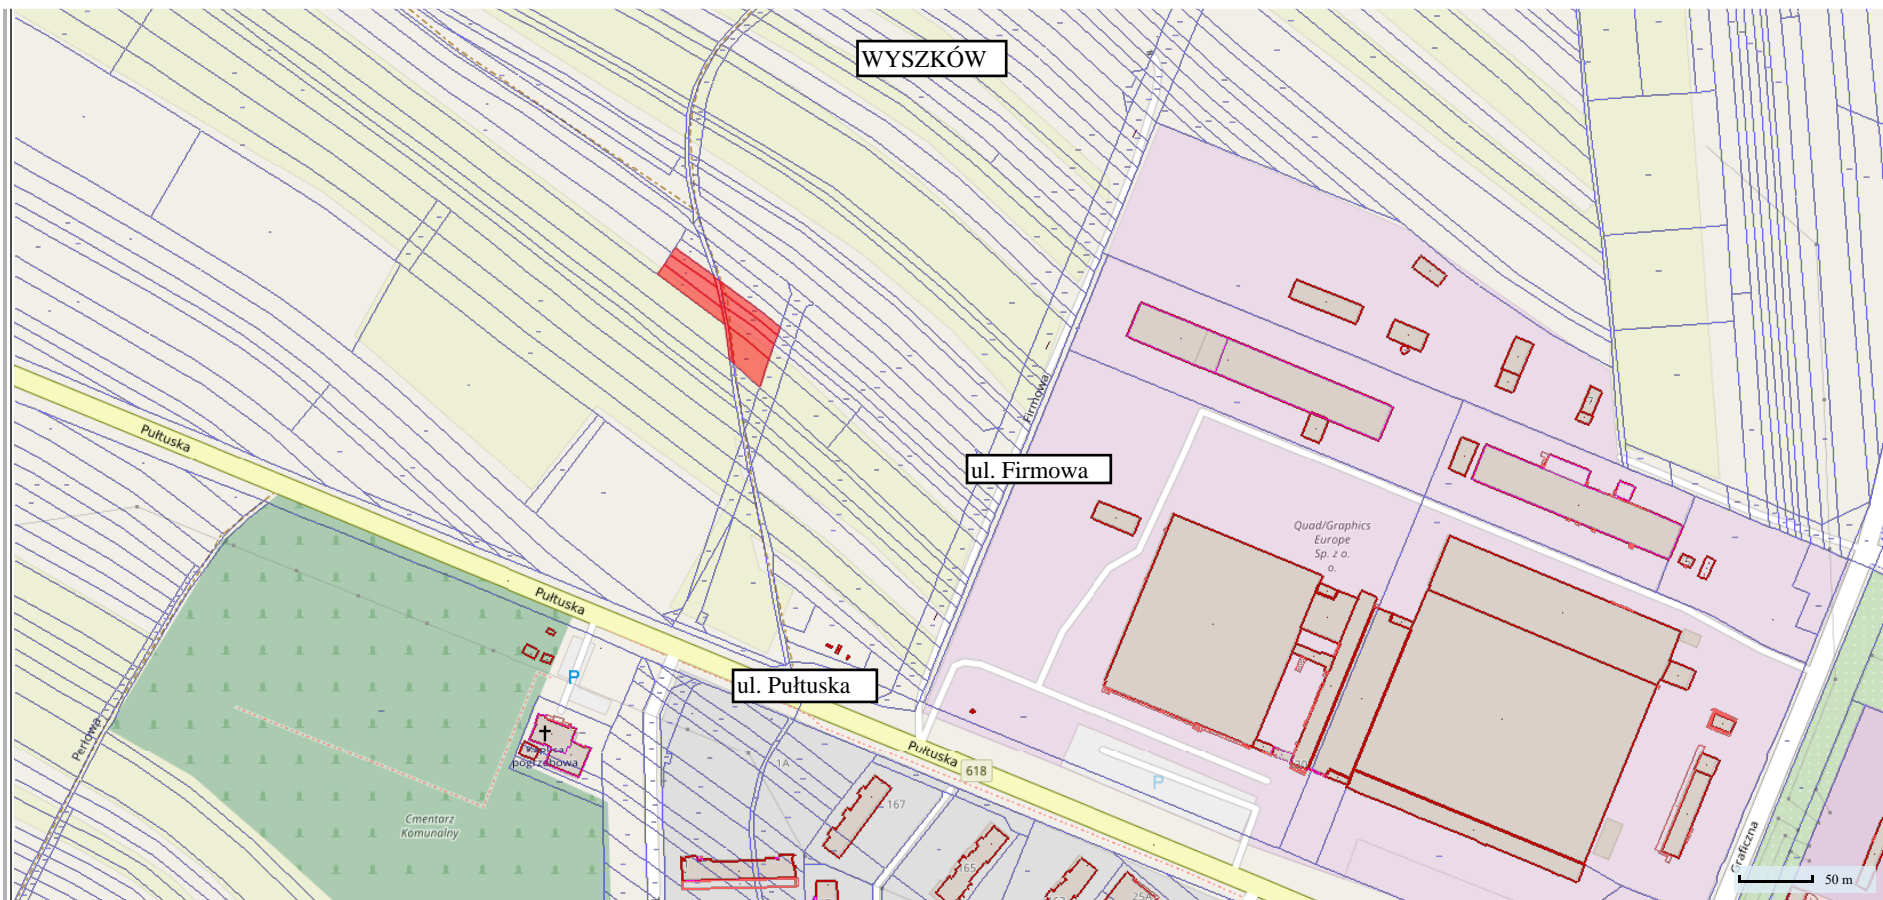 WYSZKÓW
Firmowa
Pułtuska
ul. Firmowa
Quad/Graphics
Europe
Sp. z o.
o.
Pułtuska
P
ul. Pułtuska
Perłowa
Kaplica
pogrzebowa
Pułtuska
618
1A
P
167
Cmentarz
Komunalny
Graficzna
165
50 m